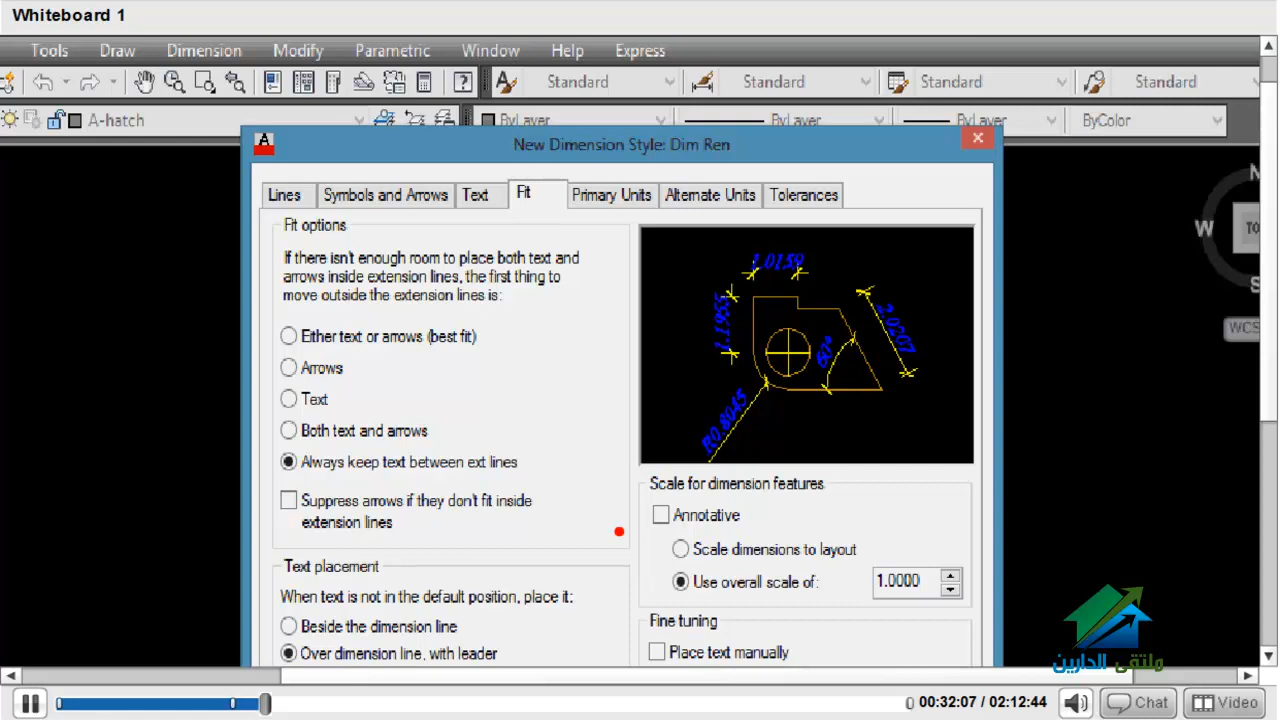 Whiteboard 1
Tools Draw Dimension Modify Parametric Window Help Express
Standard Standard Standard Standard
A-hatch ByLayer ByLayer ByLayer ByColor
New Dimension Style: Dim Ren
Lines Symbols and Arrows Text Fit Primary Units Alternate Units Tolerances
Fit options
If there isn't enough room to place both text and
arrows inside extension lines, the first thing to
move outside the extension lines is:
Either text or arrows (best fit)
Arrows
Text
Both text and arrows
Always keep text between ext lines
Suppress arrows if they don't fit inside
extension lines
Text placement
When text is not in the default position, place it:
Beside the dimension line
Over dimension line, with leader
1.0159
1.1955
2.0207
60°
R0.8045
Scale for dimension features
Annotative
Scale dimensions to layout
Use overall scale of: 1.0000
Fine tuning
Place text manually
N
W
TO
S
WCS
ملتقى الدارين
00:32:07 / 02:12:44 Chat Video